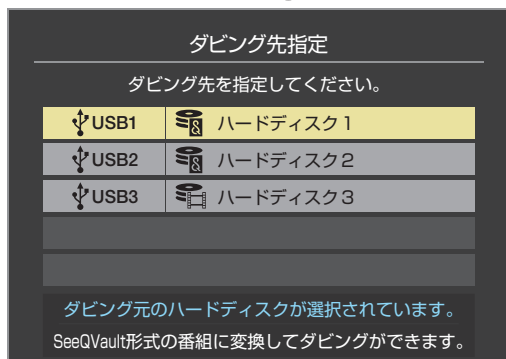 ダビング先指定
ダビング先を指定してください。
USB1 ハードディスク1
USB2 ハードディスク2
USB3 ハードディスク3
ダビング元のハードディスクが選択されています。
SeeQVault形式の番組に変換してダビングができます。